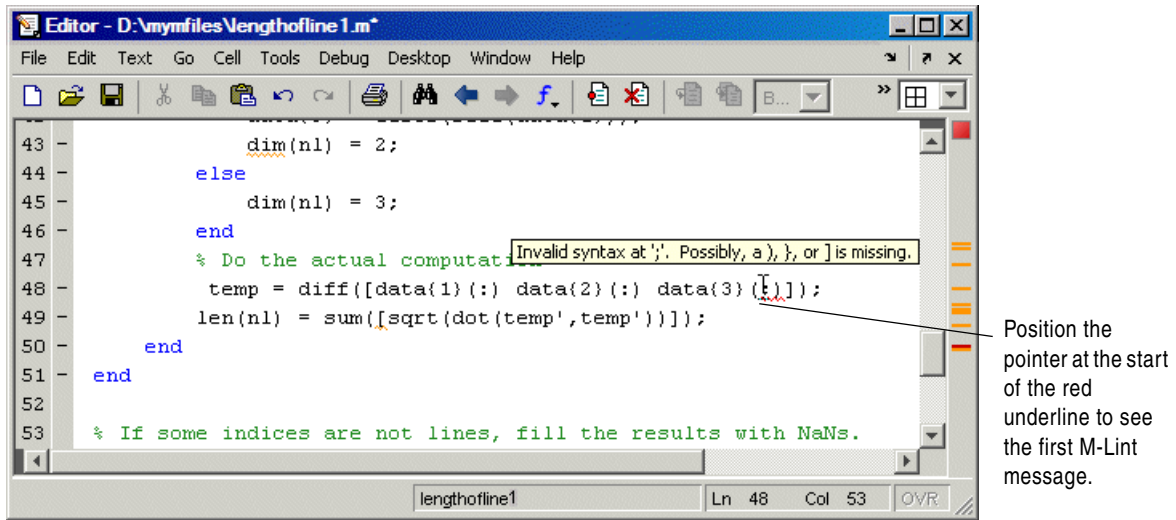 Editor - D:\mymfiles\lengthofline1.m*
File Edit Text Go Cell Tools Debug Desktop Window Help
B...
»
43 - dim(nl) = 2;
44 - else
45 - dim(nl) = 3;
46 - end
Invalid syntax at ';'. Possibly, a ), }, or ] is missing.
47 % Do the actual computation
48 - temp = diff([data{1}(:) data{2}(:) data{3}(;)]);
49 - len(nl) = sum([sqrt(dot(temp',temp'))]);
50 - end
51 - end
52
53 % If some indices are not lines, fill the results with NaNs.
lengthofline1 Ln 48 Col 53 OVR
Position the
pointer at the start
of the red
underline to see
the first M-Lint
message.